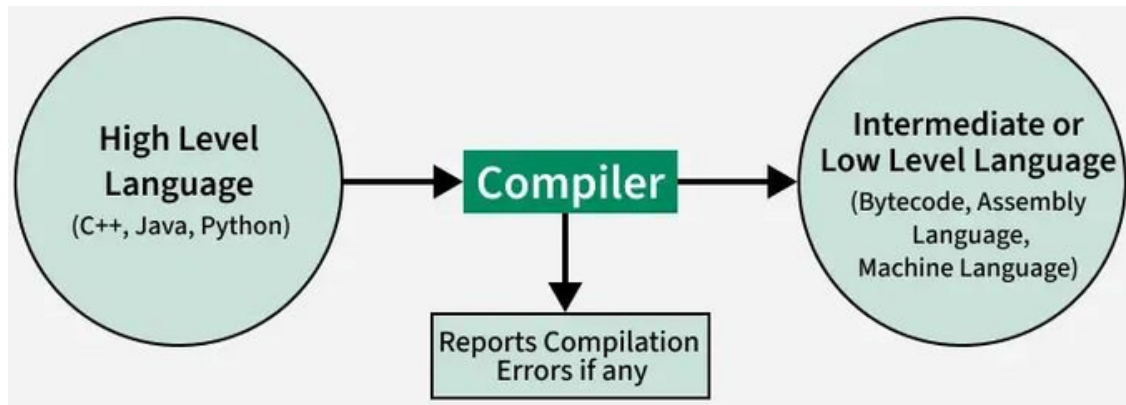 High Level
Language
(C++, Java, Python)
Compiler
Reports Compilation
Errors if any
Intermediate or
Low Level Language
(Bytecode, Assembly
Language,
Machine Language)